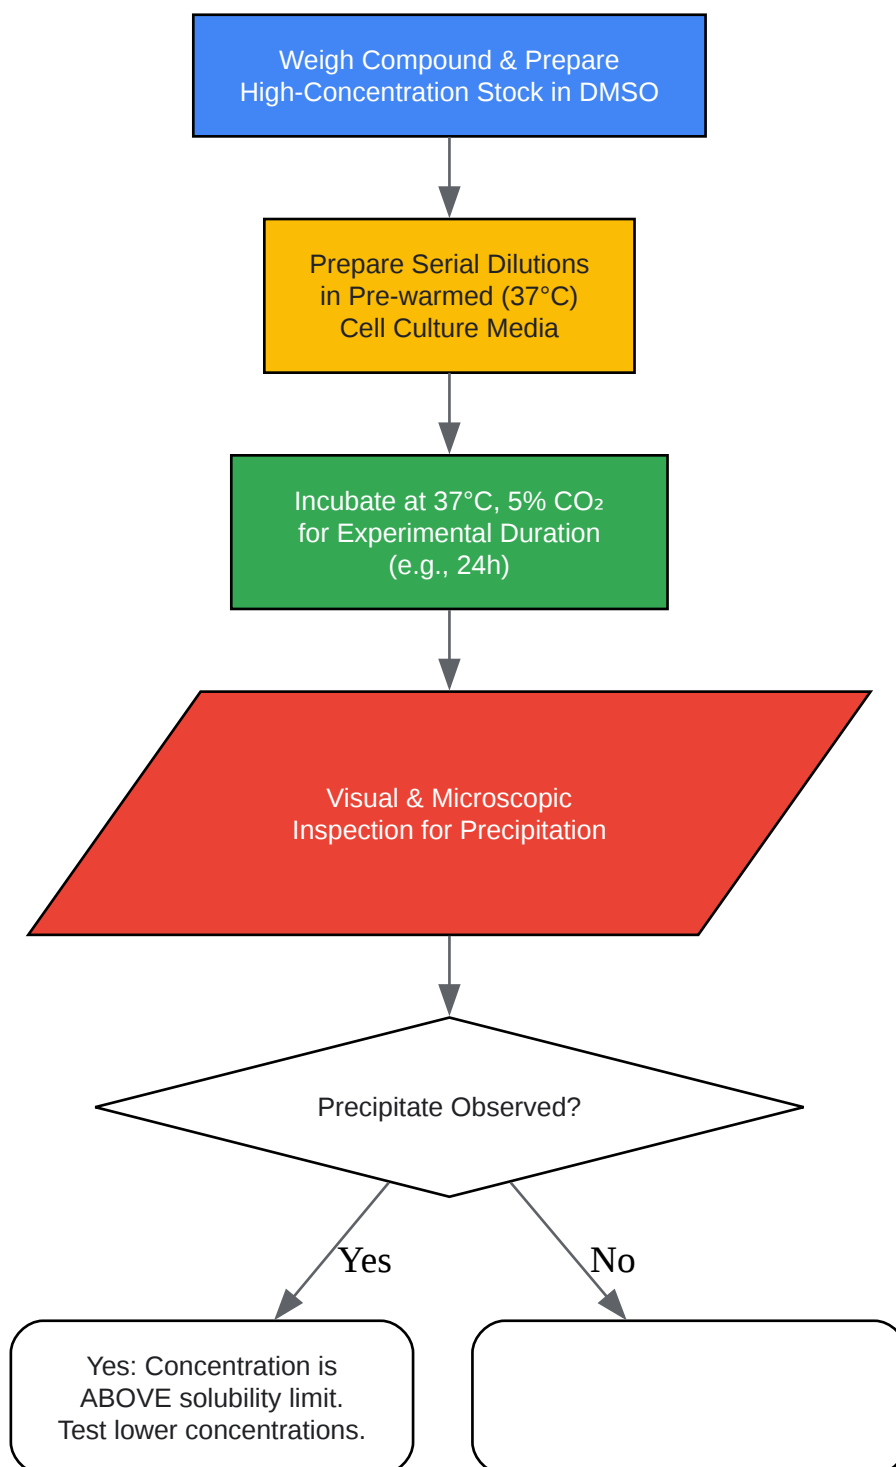 Weigh Compound & Prepare
High-Concentration Stock in DMSO
Prepare Serial Dilutions
in Pre-warmed (37°C)
Cell Culture Media
Incubate at 37°C, 5% CO₂
for Experimental Duration
(e.g., 24h)
Visual & Microscopic
Inspection for Precipitation
Precipitate Observed?
Yes
No
Yes: Concentration is
ABOVE solubility limit.
Test lower concentrations.